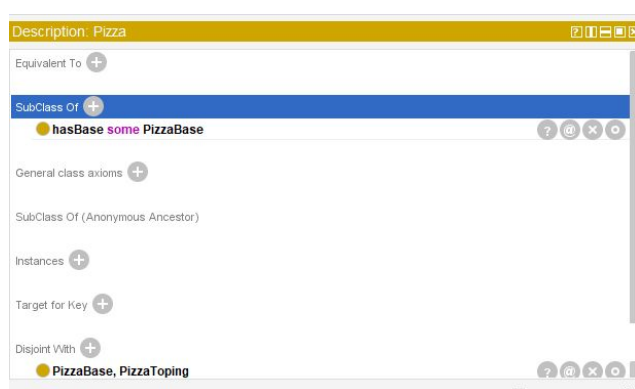 Description: Pizza
Equivalent To
SubClass Of
hasBase some PizzaBase
General class axioms
SubClass Of (Anonymous Ancestor)
Instances
Target for Key
Disjoint With
PizzaBase, PizzaToping